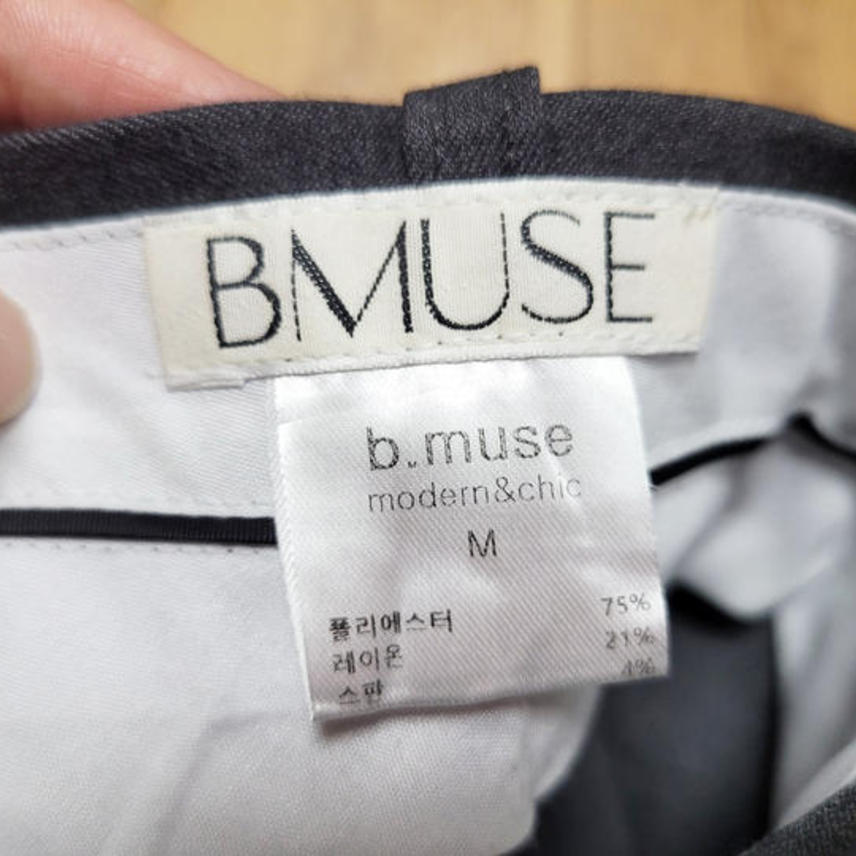 BMUSE
b.muse
modern&chic
M
폴리에스터 75%
레이온 21%
스판 4%